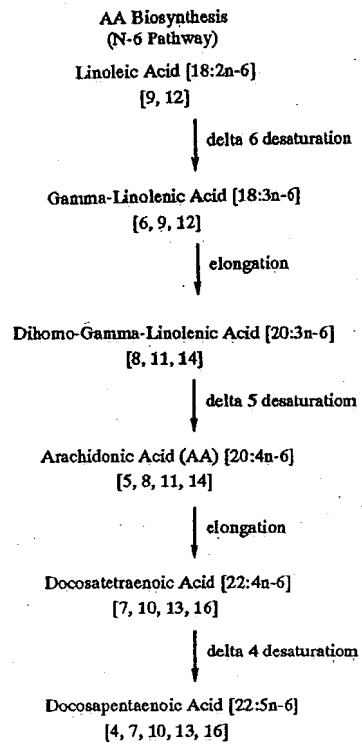 AA Biosynthesis
(N-6 Pathway)
Linoleic Acid [18:2n-6]
[9, 12]
delta 6 desaturation
Gamma-Linolenic Acid [18:3n-6]
[6, 9, 12]
elongation
Dihomo-Gamma-Linolenic Acid [20:3n-6]
[8, 11, 14]
delta 5 desaturatiom
Arachidonic Acid (AA) [20:4n-6]
[5, 8, 11, 14]
elongation
Docosatetraenoic Acid [22:4n-6]
[7, 10, 13, 16]
delta 4 desaturatiom
Docosapentaenoic Acid [22:5n-6]
[4, 7, 10, 13, 16]